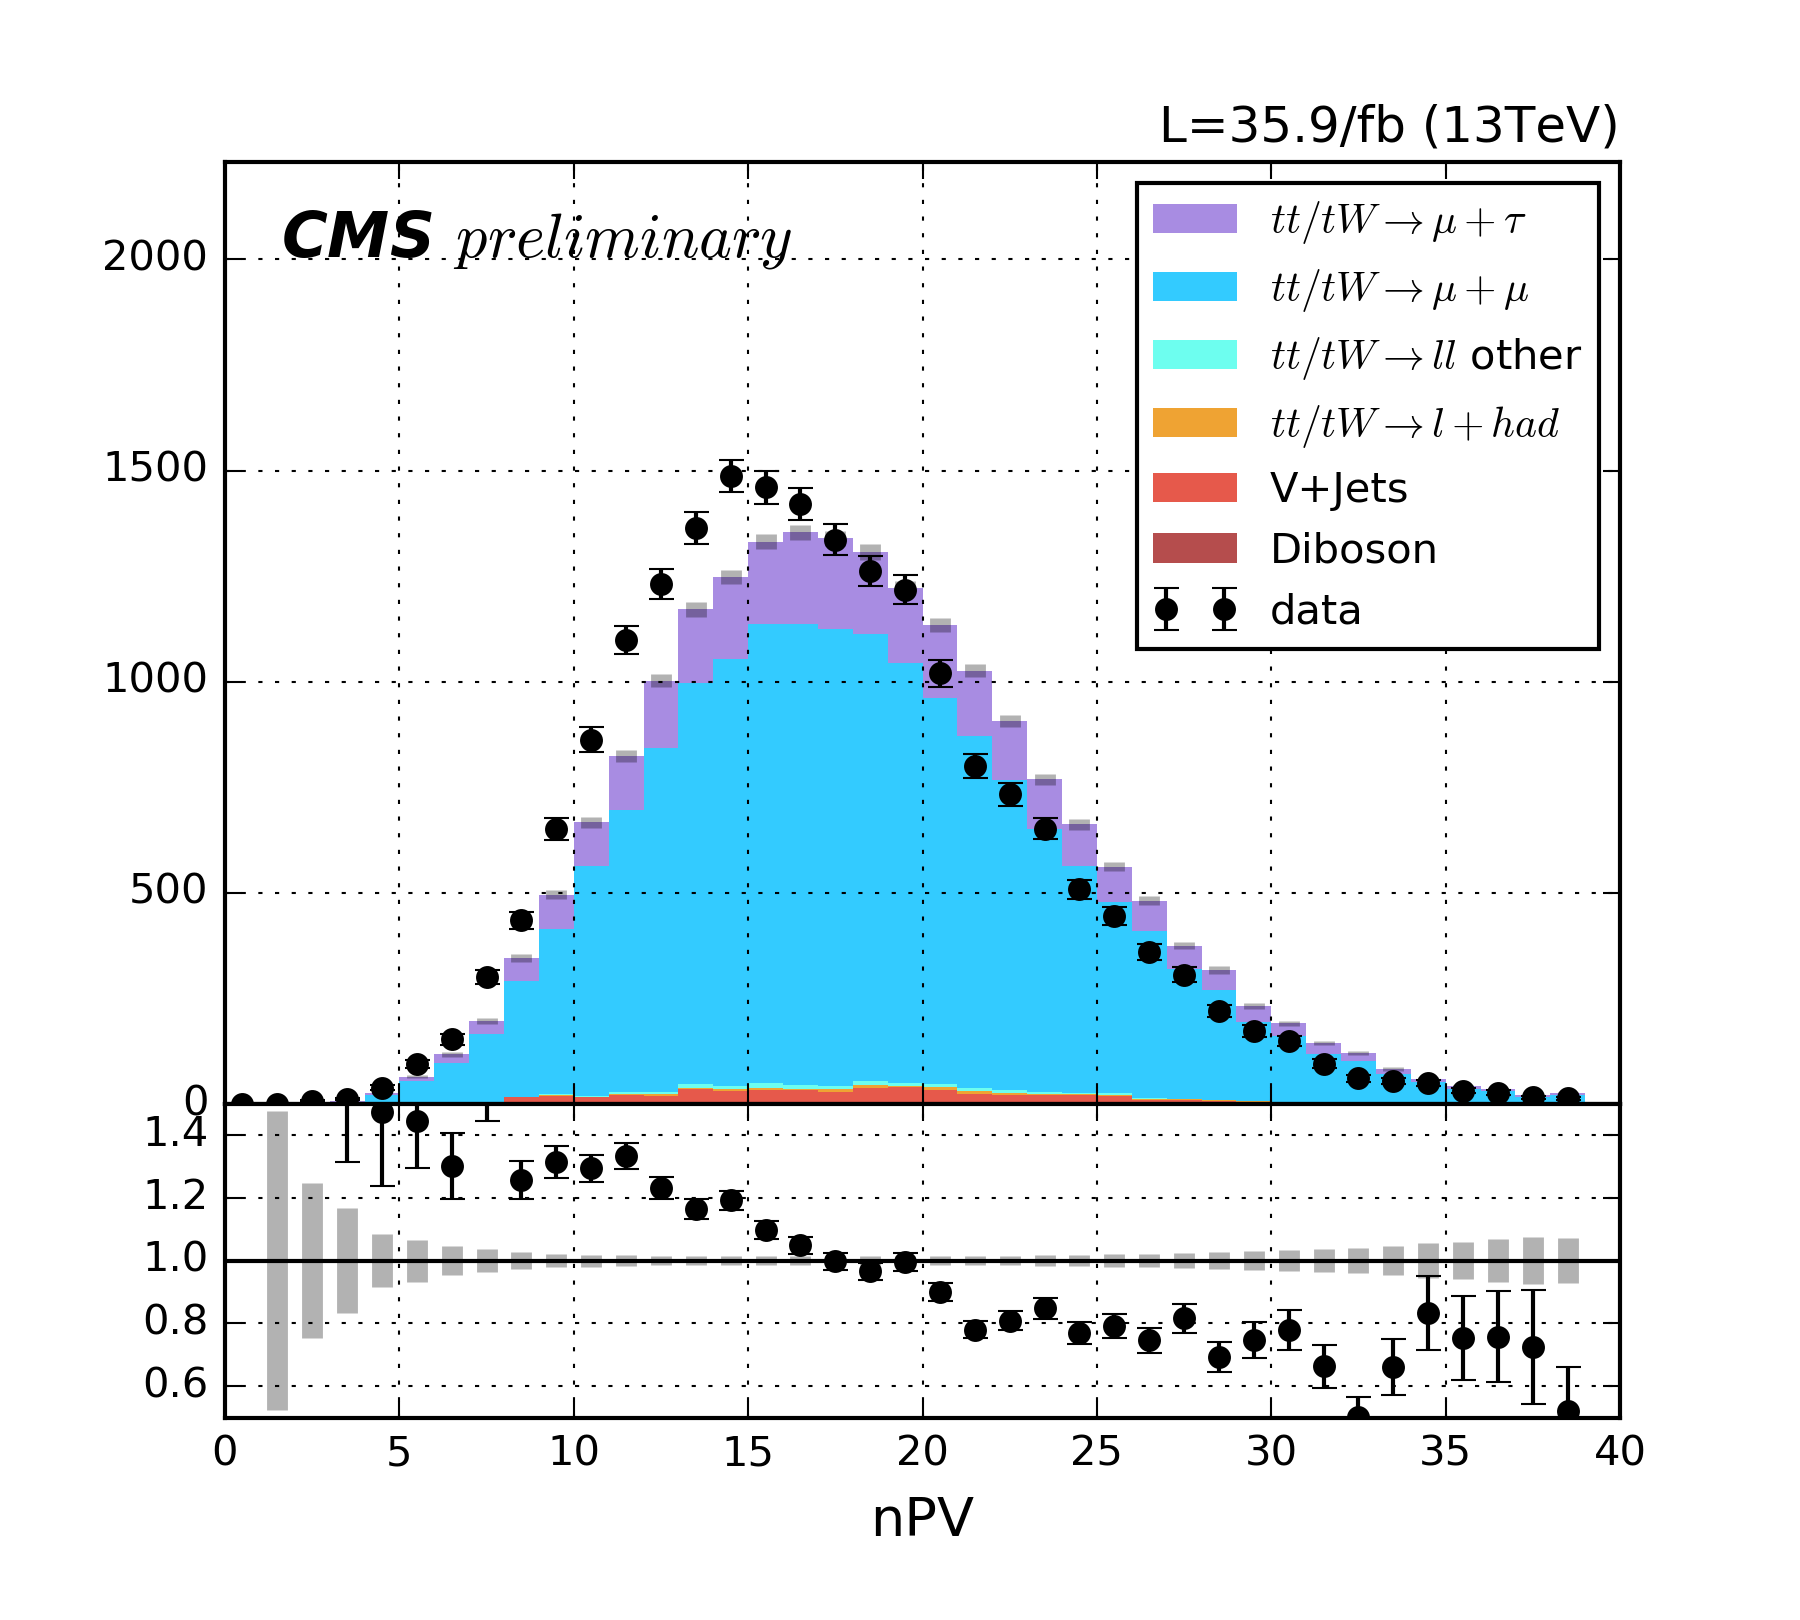 L=35.9/fb (13TeV)
CMS preliminary
tt/tW → μ + τ
tt/tW → μ + μ
tt/tW → ll other
tt/tW → l + had
V+Jets
Diboson
data
2000
1500
1000
500
0
1.4
1.2
1.0
0.8
0.6
0 5 10 15 20 25 30 35 40
nPV